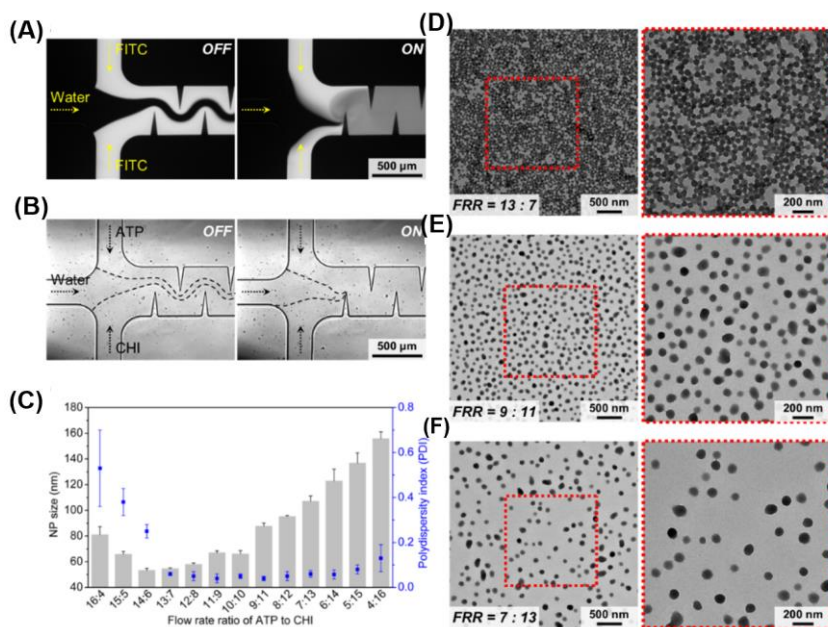 (A)
FITC
OFF
ON
Water
FITC
500 µm
(B)
ATP
OFF
ON
Water
CHI
500 µm
(C)
180
160
140
120
100
80
60
40
NP size (nm)
0.8
0.6
0.4
0.2
0.0
Polydispersity index (PDI)
16:4
15:5
14:6
13:7
12:8
11:9
10:10
9:11
8:12
7:13
6:14
5:15
4:16
Flow rate ratio of ATP to CHI
(D)
FRR = 13 : 7
500 nm
200 nm
(E)
FRR = 9 : 11
500 nm
200 nm
(F)
FRR = 7 : 13
500 nm
200 nm